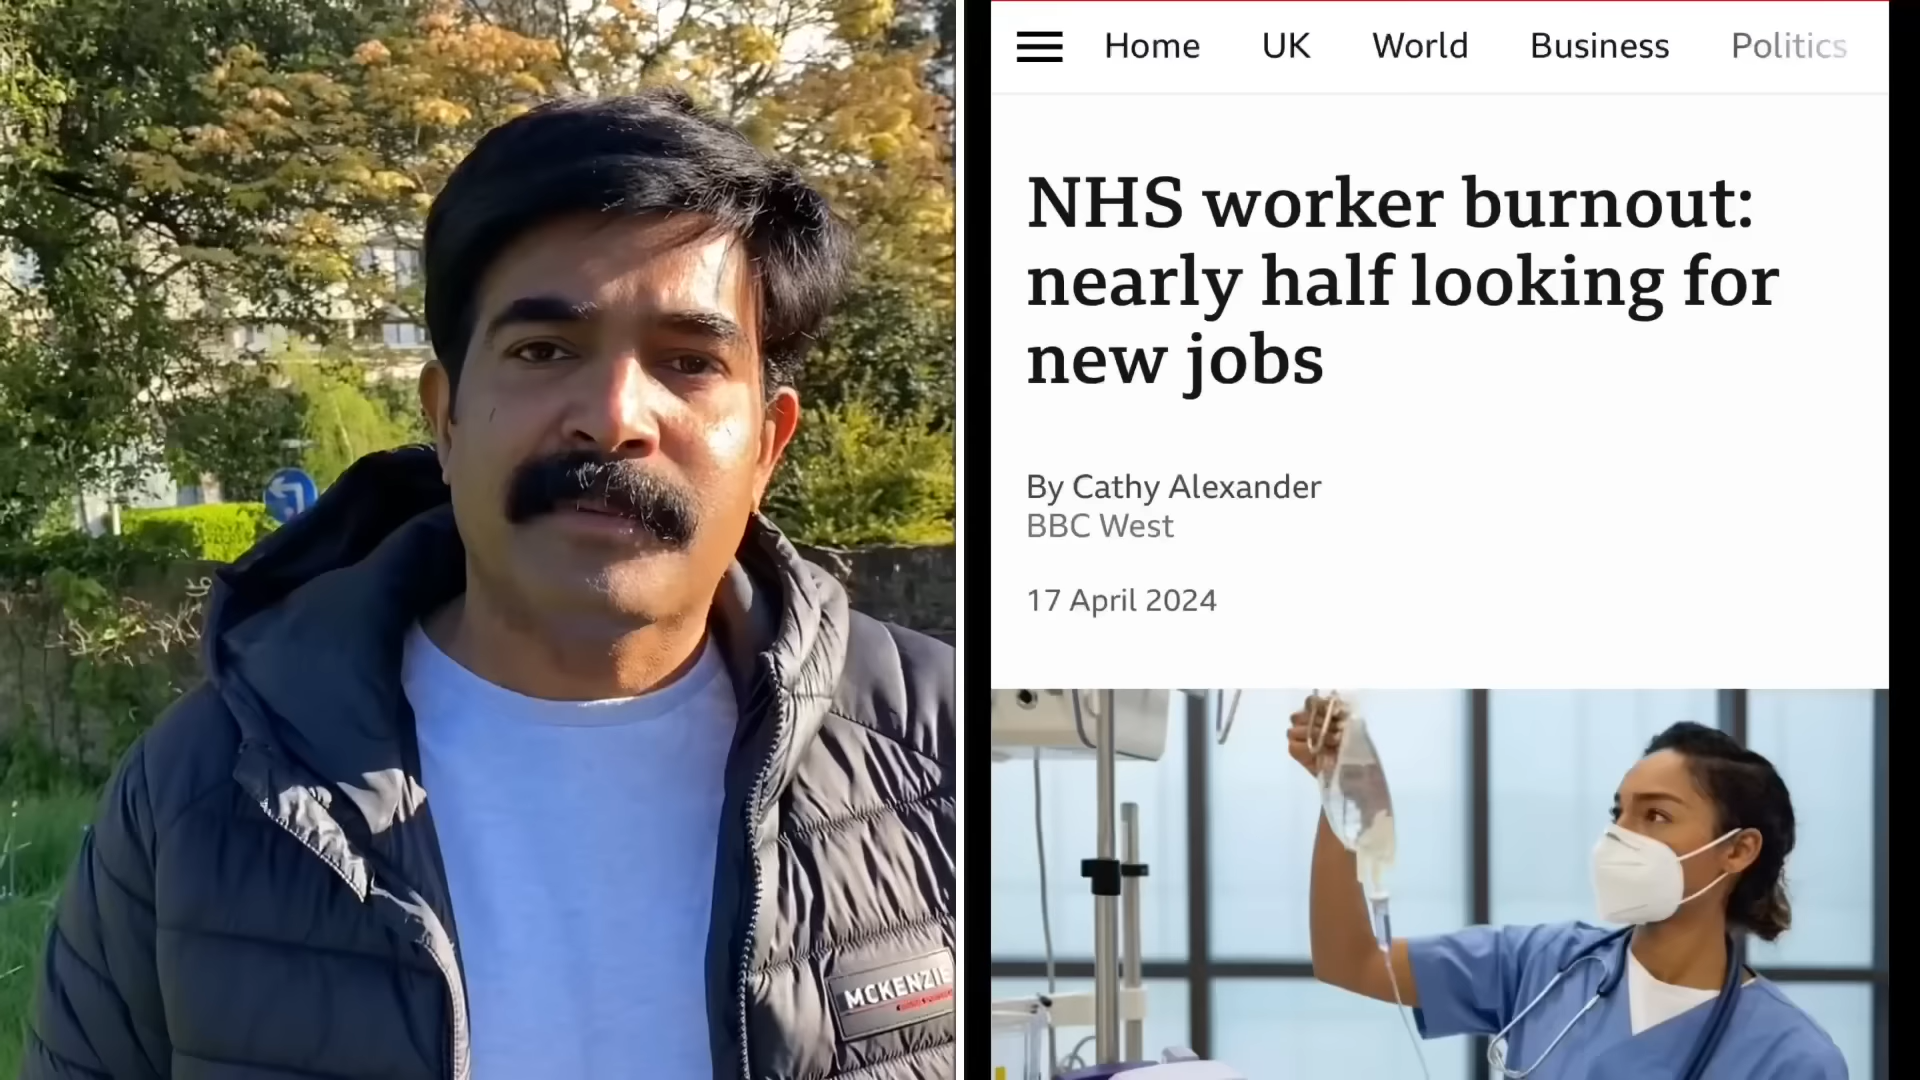 Home UK World Business Politics
NHS worker burnout:
nearly half looking for
new jobs
By Cathy Alexander
BBC West
17 April 2024
MCKENZIE